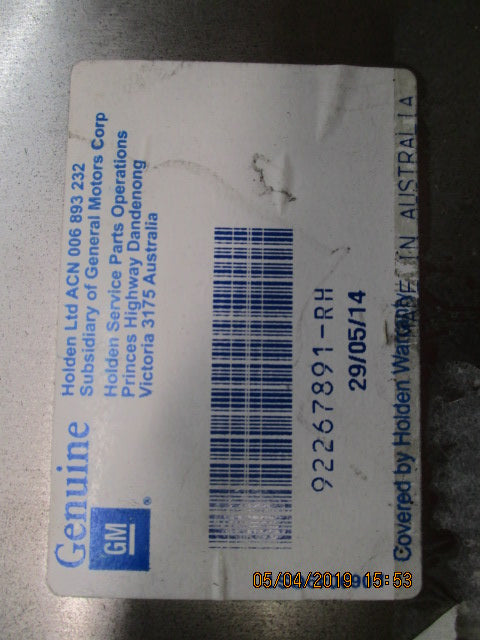 Genuine
GM
®
Holden Ltd ACN 006 893 232
Subsidiary of General Motors Corp
Holden Service Parts Operations
Princes Highway Dandenong
Victoria 3175 Australia
92267891-RH
29/05/14
Covered by Holden
IN AUSTRALIA
05/04/2019 15:53